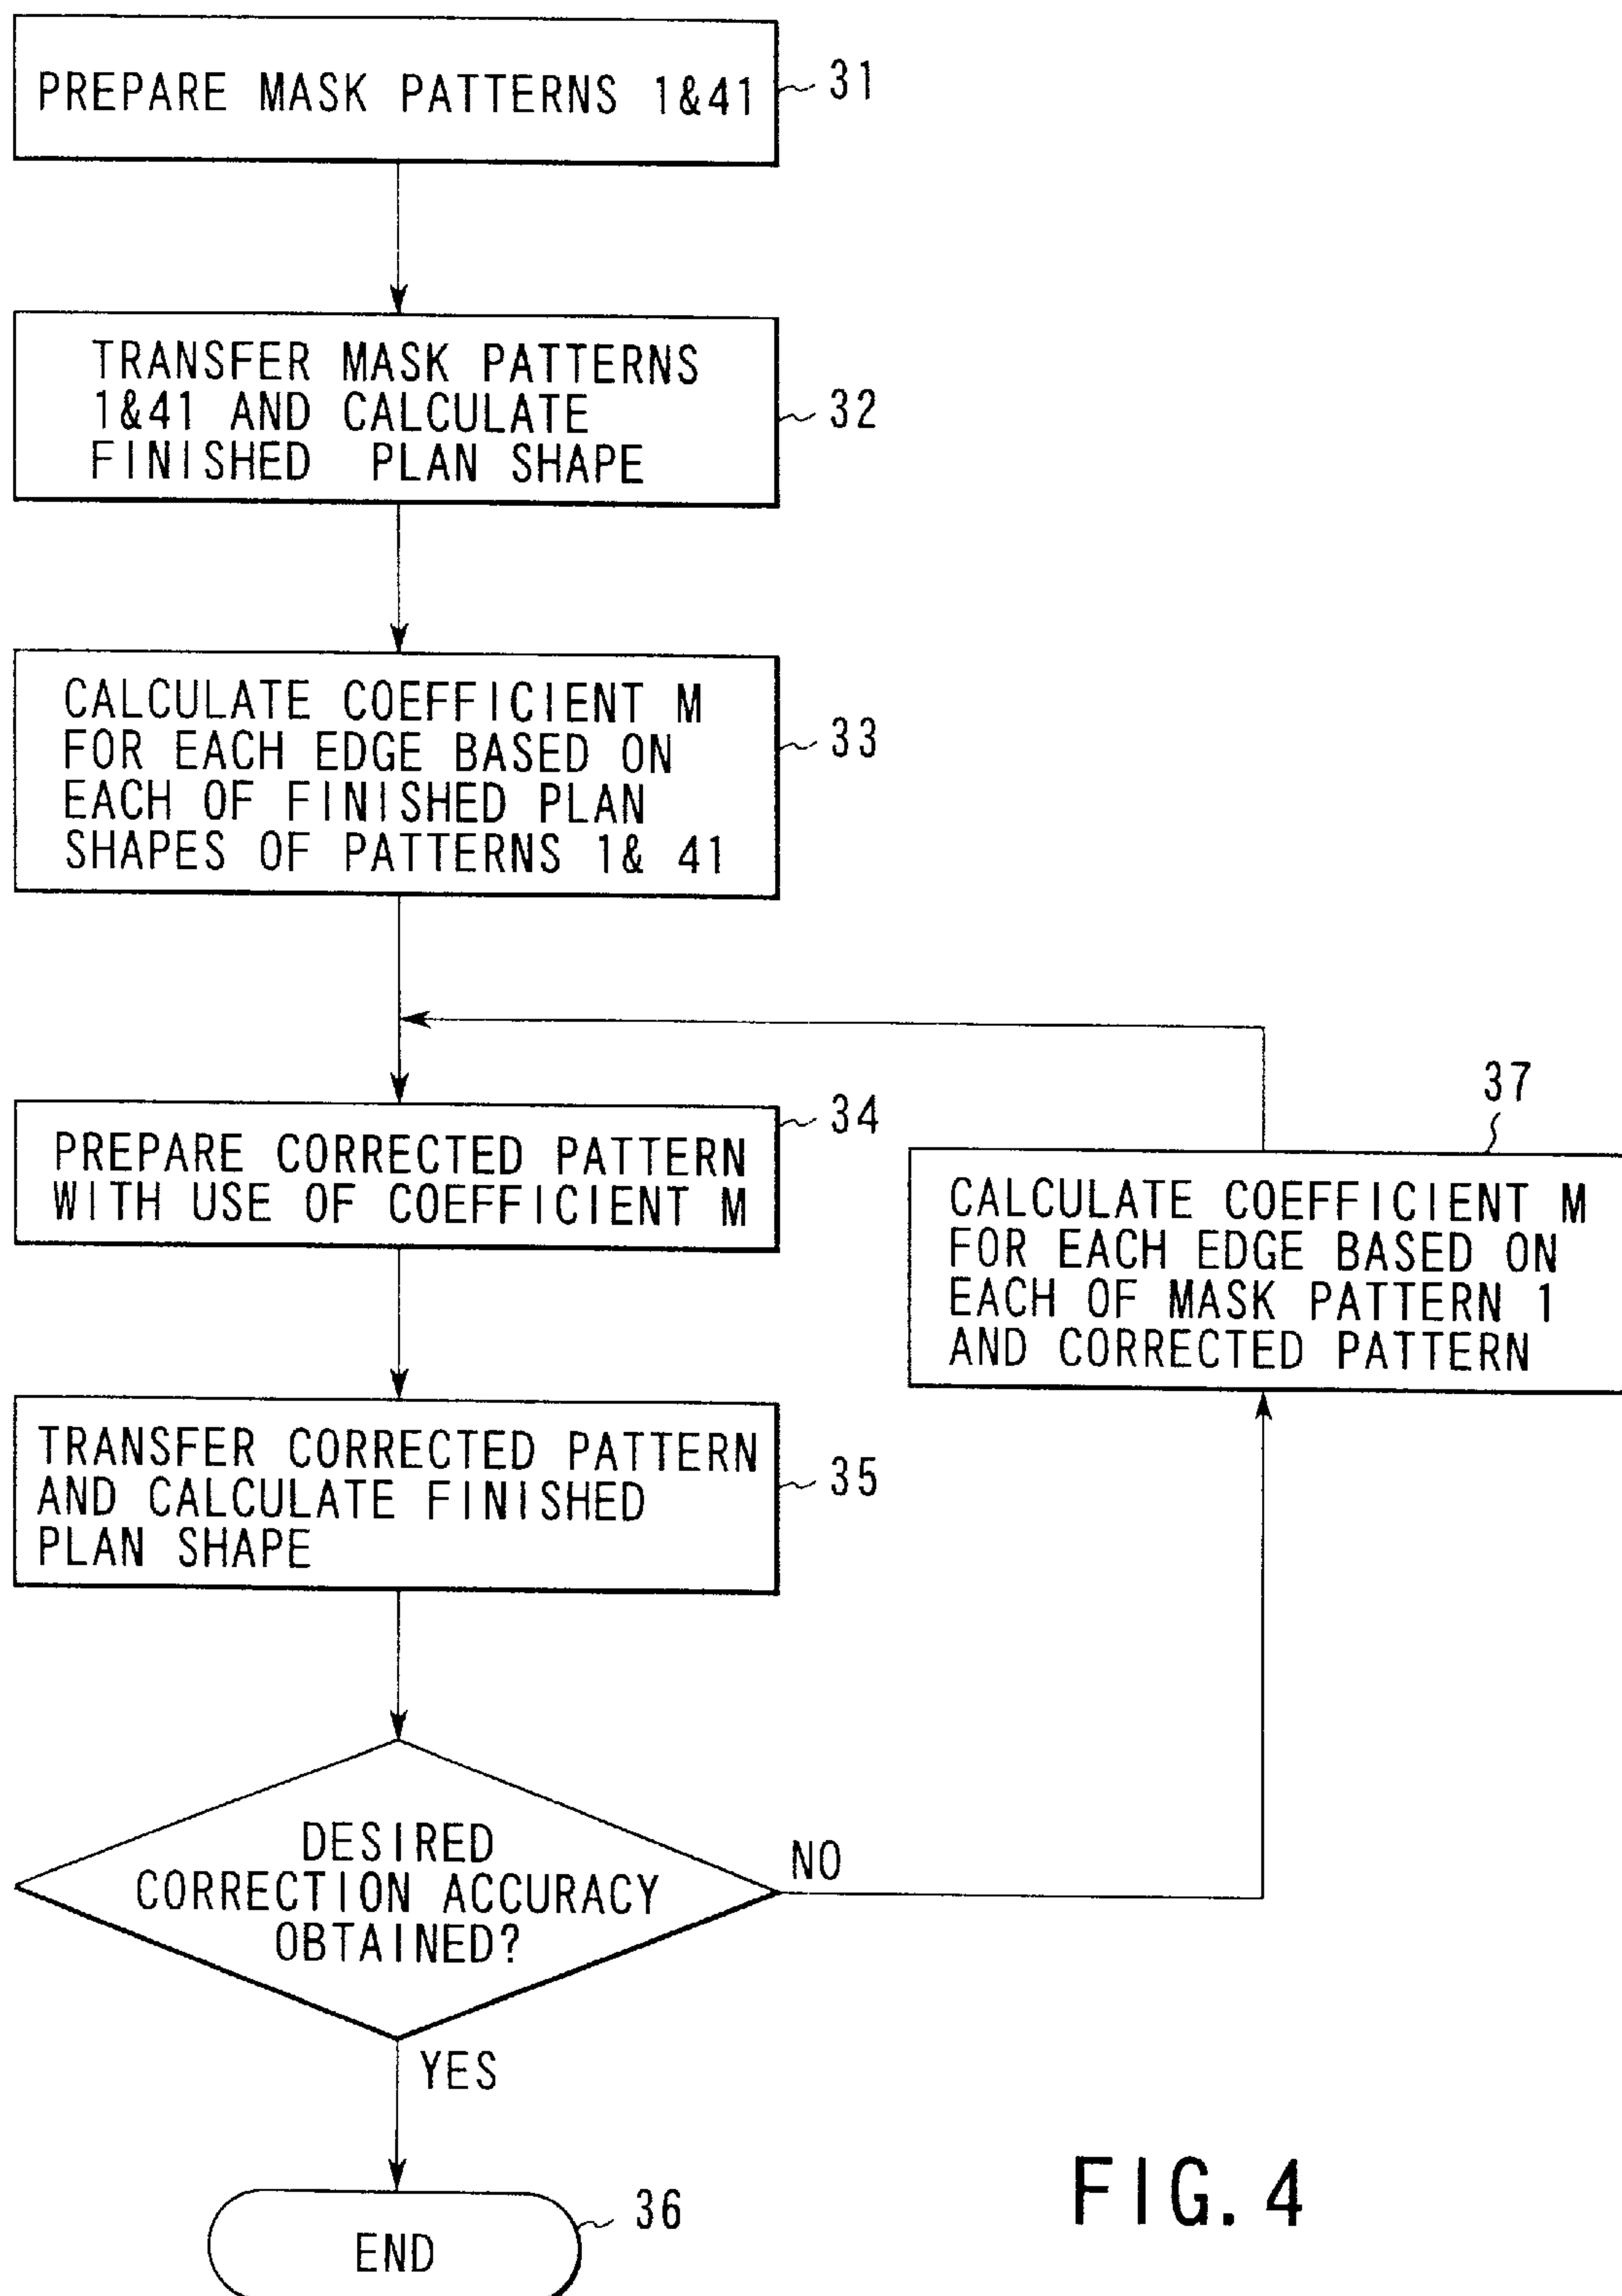 PREPARE MASK PATTERNS 1&41
31
TRANSFER MASK PATTERNS
1&41 AND CALCULATE
FINISHED PLAN SHAPE
32
CALCULATE COEFFICIENT M
FOR EACH EDGE BASED ON
EACH OF FINISHED PLAN
SHAPES OF PATTERNS 1& 41
33
PREPARE CORRECTED PATTERN
WITH USE OF COEFFICIENT M
34
37
CALCULATE COEFFICIENT M
FOR EACH EDGE BASED ON
EACH OF MASK PATTERN 1
AND CORRECTED PATTERN
TRANSFER CORRECTED PATTERN
AND CALCULATE FINISHED
PLAN SHAPE
35
DESIRED
CORRECTION ACCURACY
OBTAINED?
NO
YES
END
36
FIG. 4